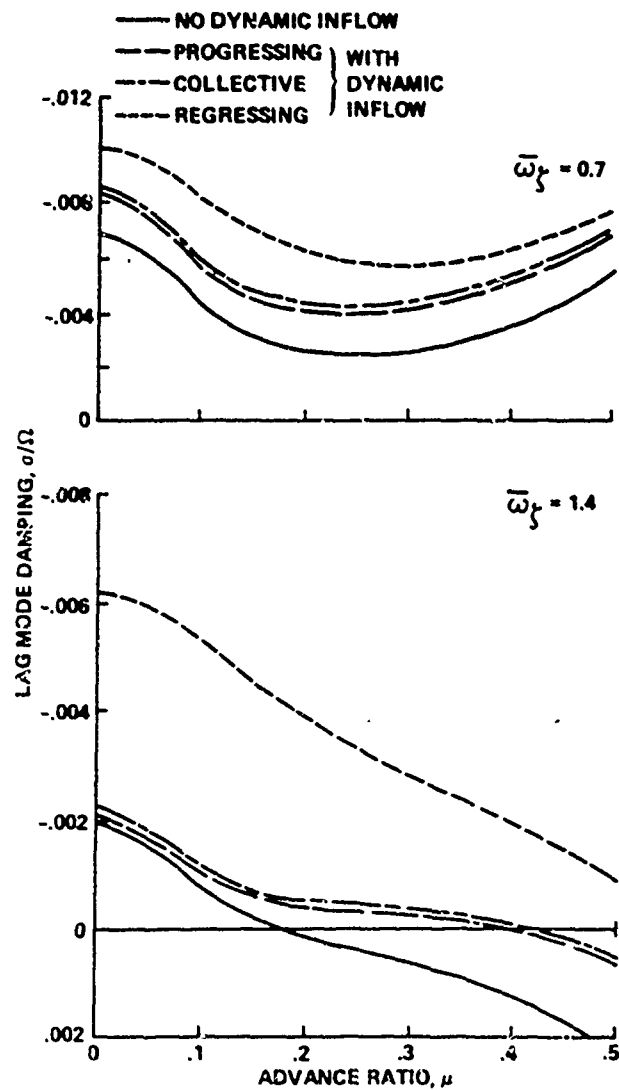 NO DYNAMIC INFLOW
PROGRESSING
COLLECTIVE
REGRESSING
WITH
DYNAMIC
INFLOW
-.012
-.008
-.004
0
ω̄ζ = 0.7
LAG MODE DAMPING, σ/Ω
-.008
-.006
-.004
-.002
0
.002
ω̄ζ = 1.4
0 .1 .2 .3 .4 .5
ADVANCE RATIO, μ